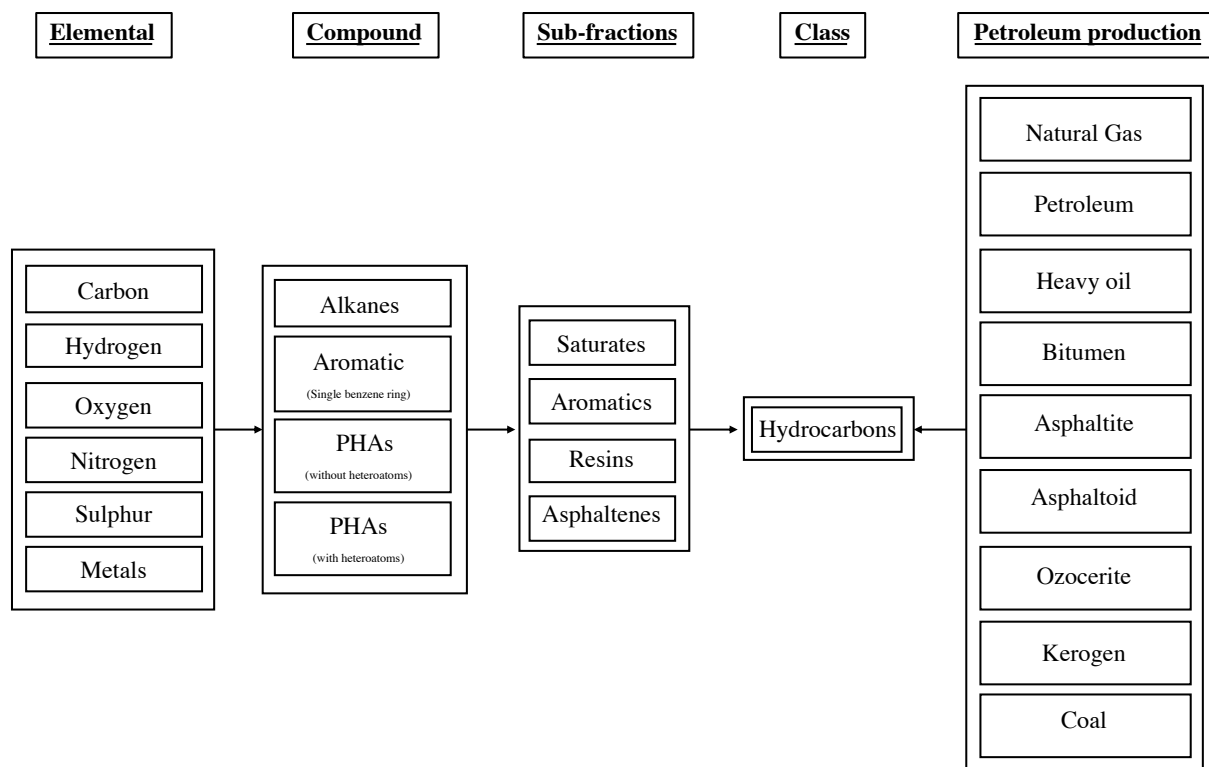 Elemental
Compound
Sub-fractions
Class
Petroleum production
Carbon
Hydrogen
Oxygen
Nitrogen
Sulphur
Metals
Alkanes
Aromatic
(Single benzene ring)
PHAs
(without heteroatoms)
PHAs
(with heteroatoms)
Saturates
Aromatics
Resins
Asphaltenes
Hydrocarbons
Natural Gas
Petroleum
Heavy oil
Bitumen
Asphaltite
Asphaltoid
Ozocerite
Kerogen
Coal